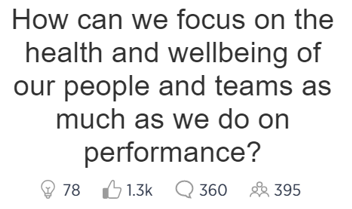 How can we focus on the
health and wellbeing of
our people and teams as
much as we do on
performance?
78 1.3k 360 395